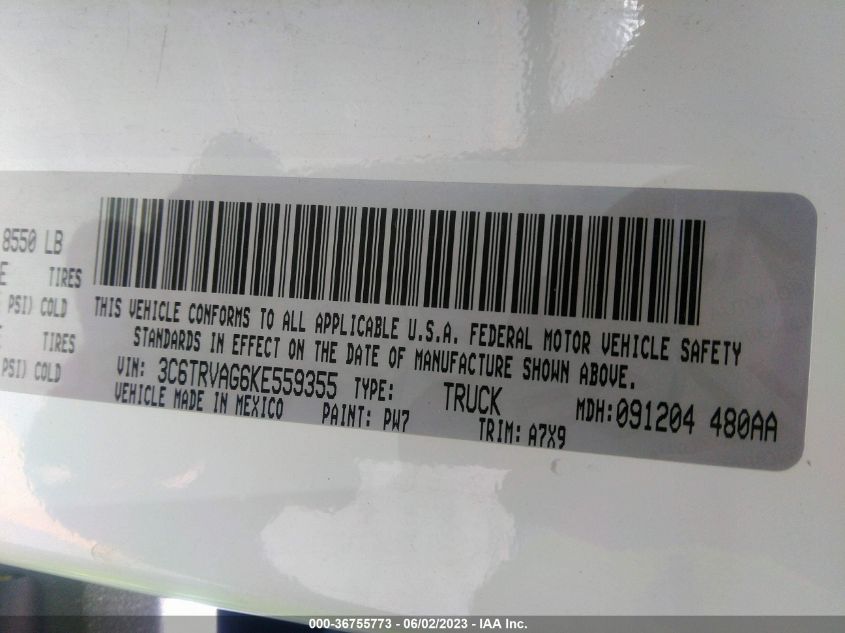 8550 LB
TIRES
PSI) COLD
TIRES
PSI) COLD
THIS VEHICLE CONFORMS TO ALL APPLICABLE U.S.A. FEDERAL MOTOR VEHICLE SAFETY
STANDARDS IN EFFECT ON THE DATE OF MANUFACTURE SHOWN ABOVE.
VIN: 3C6TRVAG6KE559355 TYPE: TRUCK MDH:091204 480AA
VEHICLE MADE IN MEXICO PAINT: PW7 TRIM: A7X9
000-36755773 - 06/02/2023 - IAA Inc.